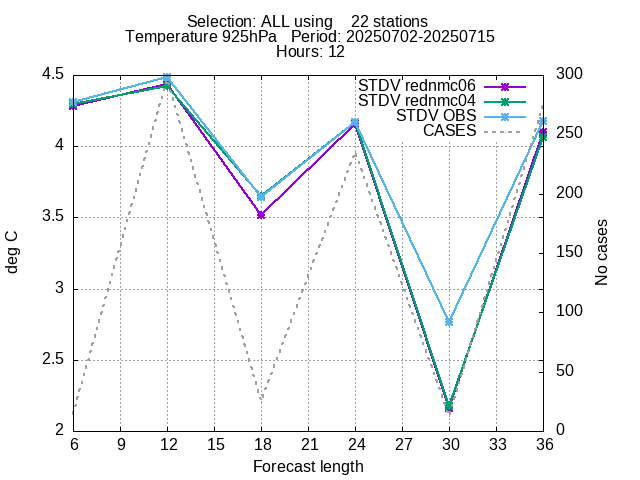 Selection: ALL using    22 stations
Temperature 925hPa   Period: 20250702-20250715
Hours: 12
4.5
4
3.5
3
2.5
2
deg C
STDV rednmc06
STDV rednmc04
STDV OBS
CASES
300
250
200
150
100
50
0
No cases
6 9 12 15 18 21 24 27 30 33 36
Forecast length